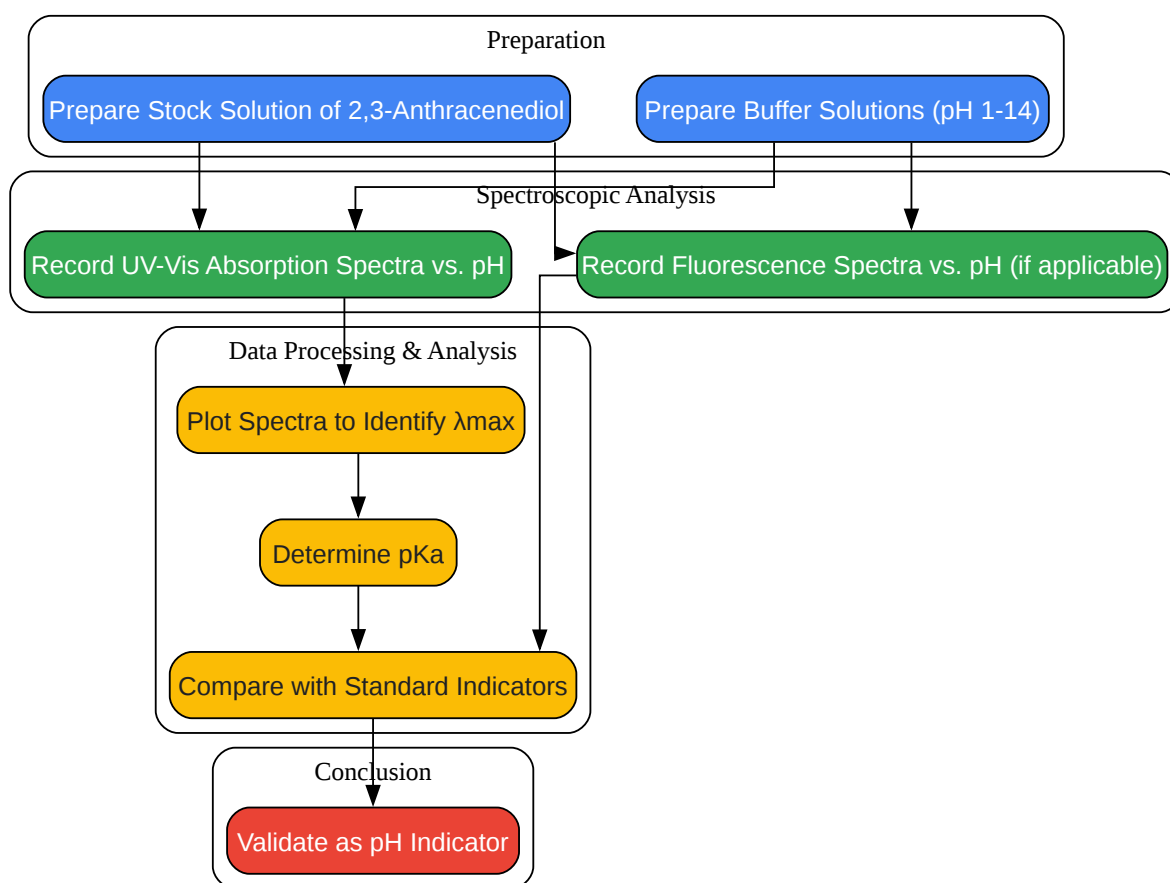 Preparation
Prepare Stock Solution of 2,3-Anthracenediol
Prepare Buffer Solutions (pH 1-14)
Spectroscopic Analysis
Record UV-Vis Absorption Spectra vs. pH
Record Fluorescence Spectra vs. pH (if applicable)
Data Processing & Analysis
Plot Spectra to Identify λmax
Determine pKa
Compare with Standard Indicators
Conclusion
Validate as pH Indicator